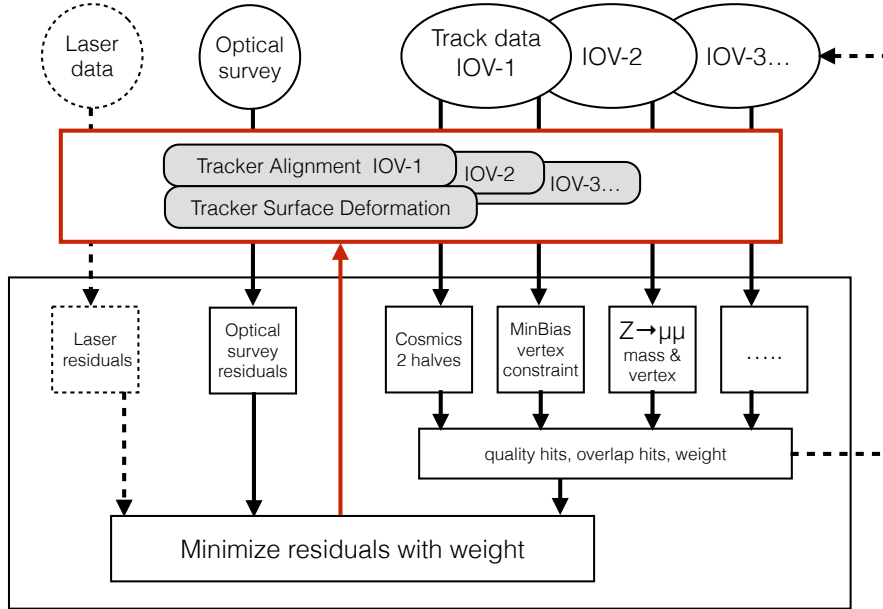 Laser
data
Optical
survey
Track data
IOV-1
IOV-2
IOV-3...
Tracker Alignment IOV-1
IOV-2
IOV-3...
Tracker Surface Deformation
Laser
residuals
Optical
survey
residuals
Cosmics
2 halves
MinBias
vertex
constraint
Z→μμ
mass &
vertex
.....
quality hits, overlap hits, weight
Minimize residuals with weight